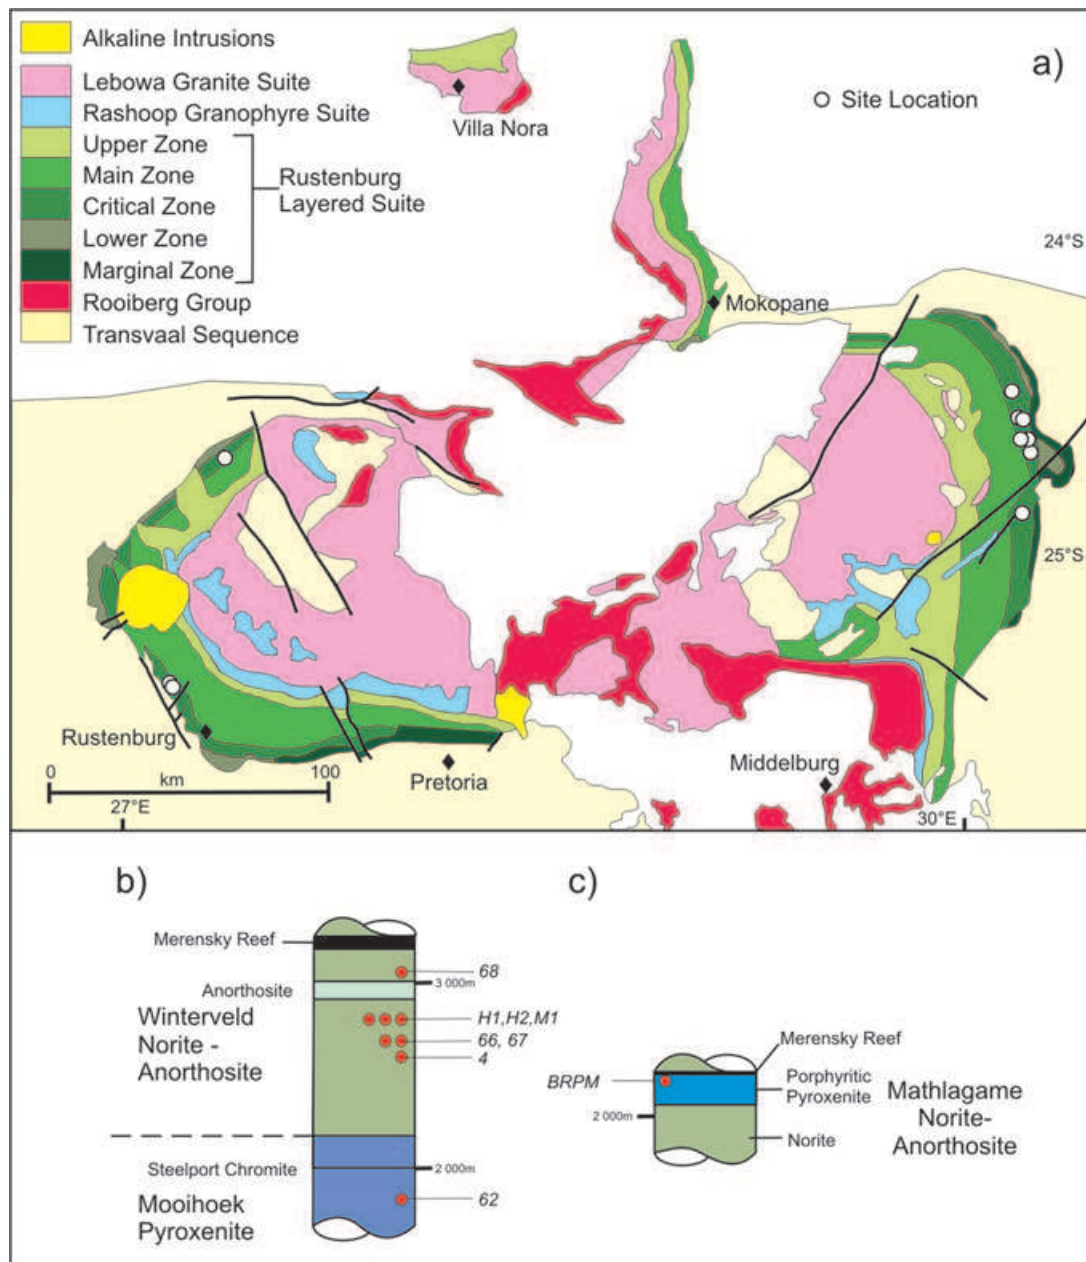 a)
Alkaline Intrusions
Lebowa Granite Suite
Rashoop Granophyre Suite
Upper Zone
Main Zone
Critical Zone
Lower Zone
Marginal Zone
Rustenburg
Layered Suite
Rooiberg Group
Transvaal Sequence
Villa Nora
Site Location
24°S
Mokopane
25°S
Rustenburg
Pretoria
Middelburg
0
100
km
27°E
30°E
b)
Merensky Reef
68
3 000m
Anorthosite
Winterveld
Norite -
Anorthosite
H1,H2,M1
66, 67
4
Steelport Chromite
2 000m
Mooihoek
Pyroxenite
62
c)
Merensky Reef
BRPM
Porphyritic
Pyroxenite
2 000m
Norite
Mathlagame
Norite-
Anorthosite